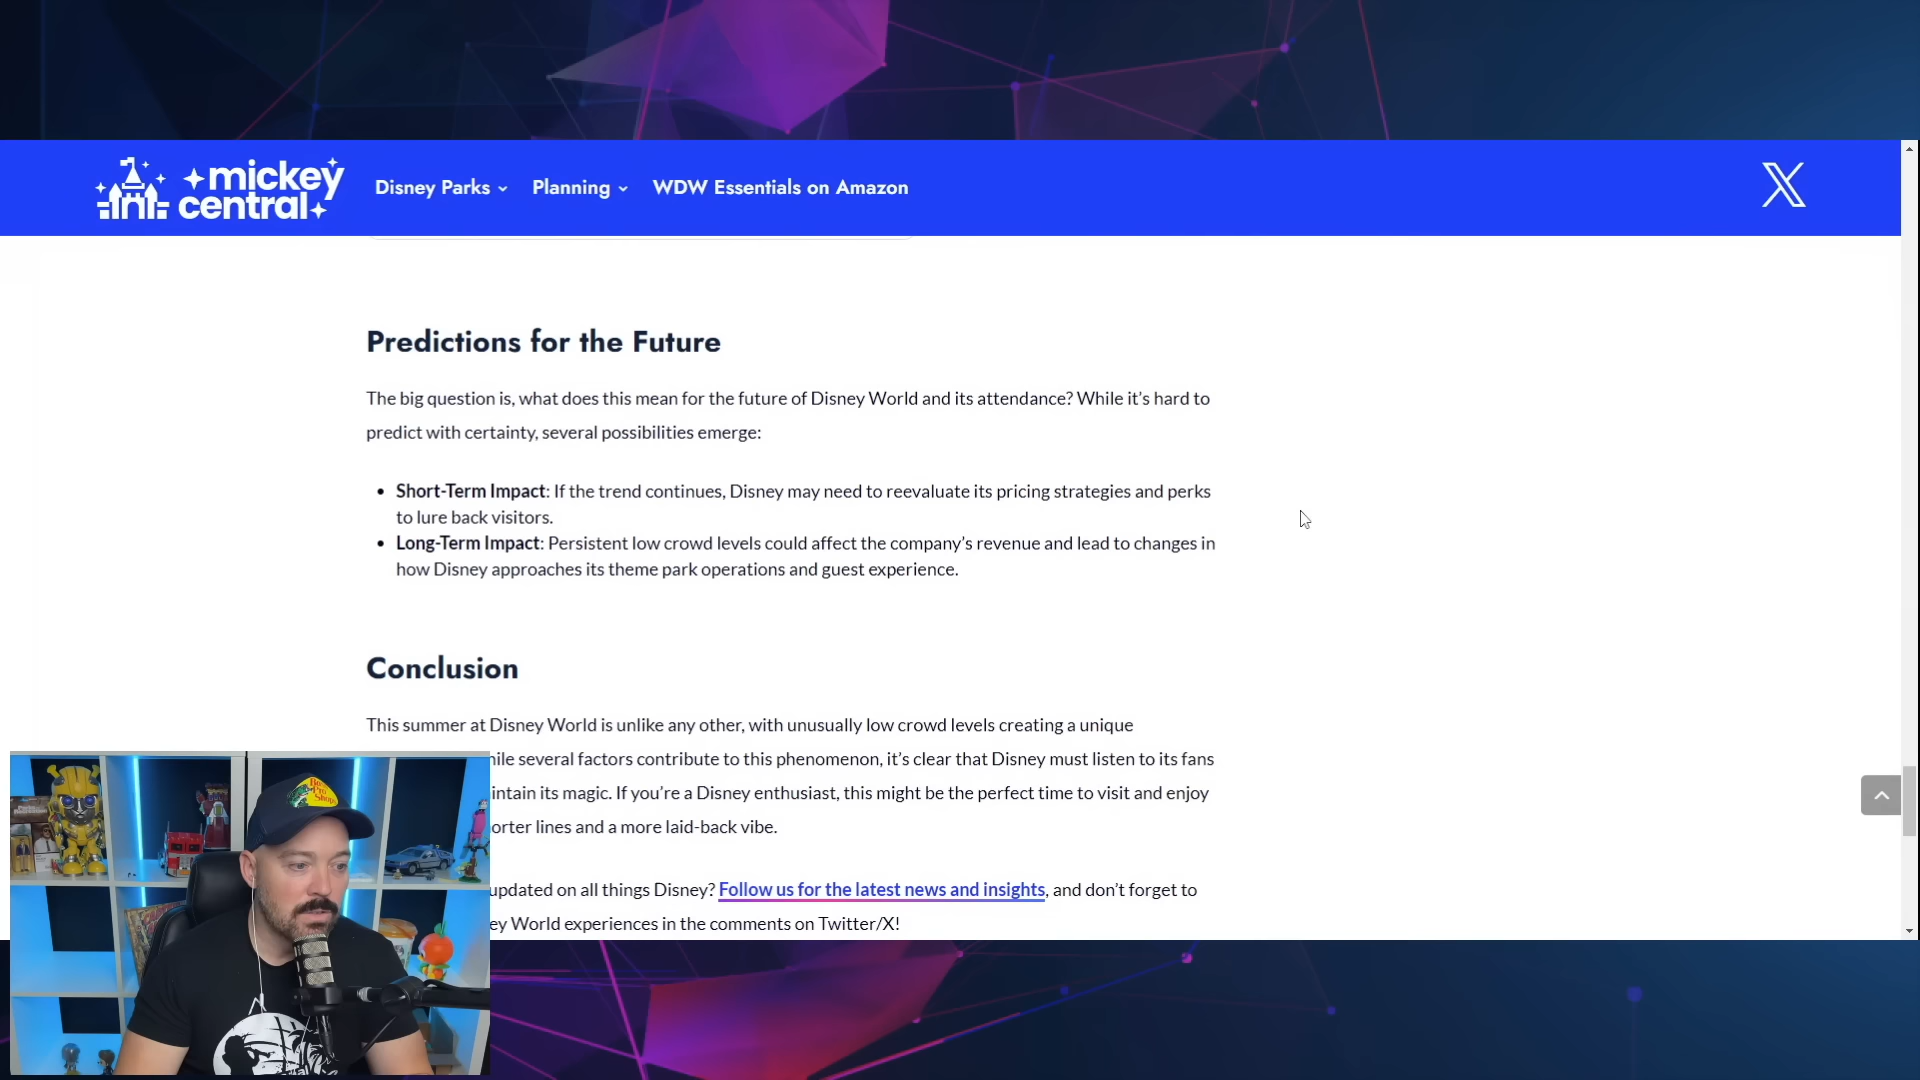 mickey
central
Disney Parks
Planning
WDW Essentials on Amazon
Predictions for the Future
The big question is, what does this mean for the future of Disney World and its attendance? While it’s hard to
predict with certainty, several possibilities emerge:
• Short-Term Impact: If the trend continues, Disney may need to reevaluate its pricing strategies and perks
to lure back visitors.
• Long-Term Impact: Persistent low crowd levels could affect the company’s revenue and lead to changes in
how Disney approaches its theme park operations and guest experience.
Conclusion
This summer at Disney World is unlike any other, with unusually low crowd levels creating a unique
ile several factors contribute to this phenomenon, it’s clear that Disney must listen to its fans
intain its magic. If you’re a Disney enthusiast, this might be the perfect time to visit and enjoy
orter lines and a more laid-back vibe.
updated on all things Disney? Follow us for the latest news and insights, and don’t forget to
ey World experiences in the comments on Twitter/X!
Bass
Pro
Shops